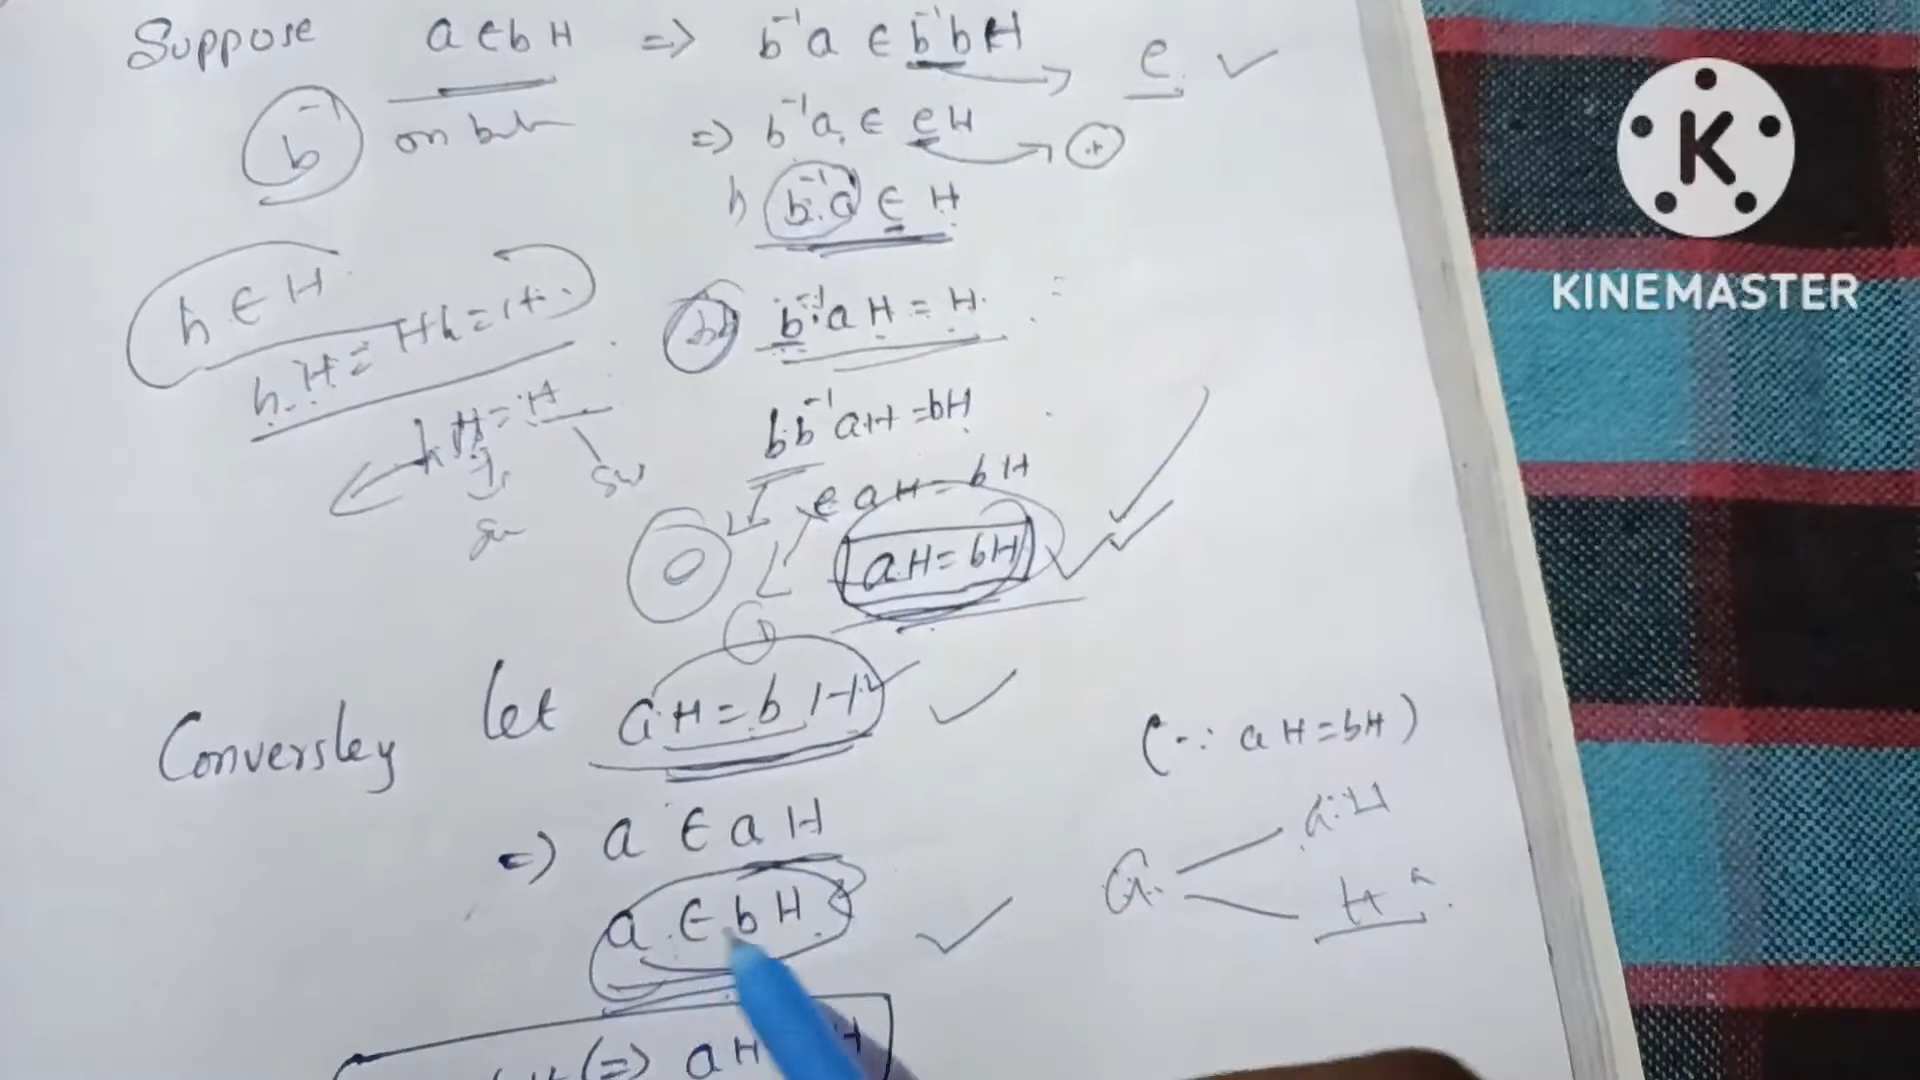 Suppose a ∈ bH => b⁻¹a ∈ b⁻¹bH e ✓
b⁻¹ on => b⁻¹a ∈ eH
h b⁻¹a ∈ H
h ∈ H
hH = Hh = H
b⁻¹aH = H
hH = H
bb⁻¹aH = bH
eaH = bH
aH = bH
Conversley let aH = bH
(∵ aH = bH)
=> a ∈ aH
a ∈ bH
aH
K
KINEMASTER